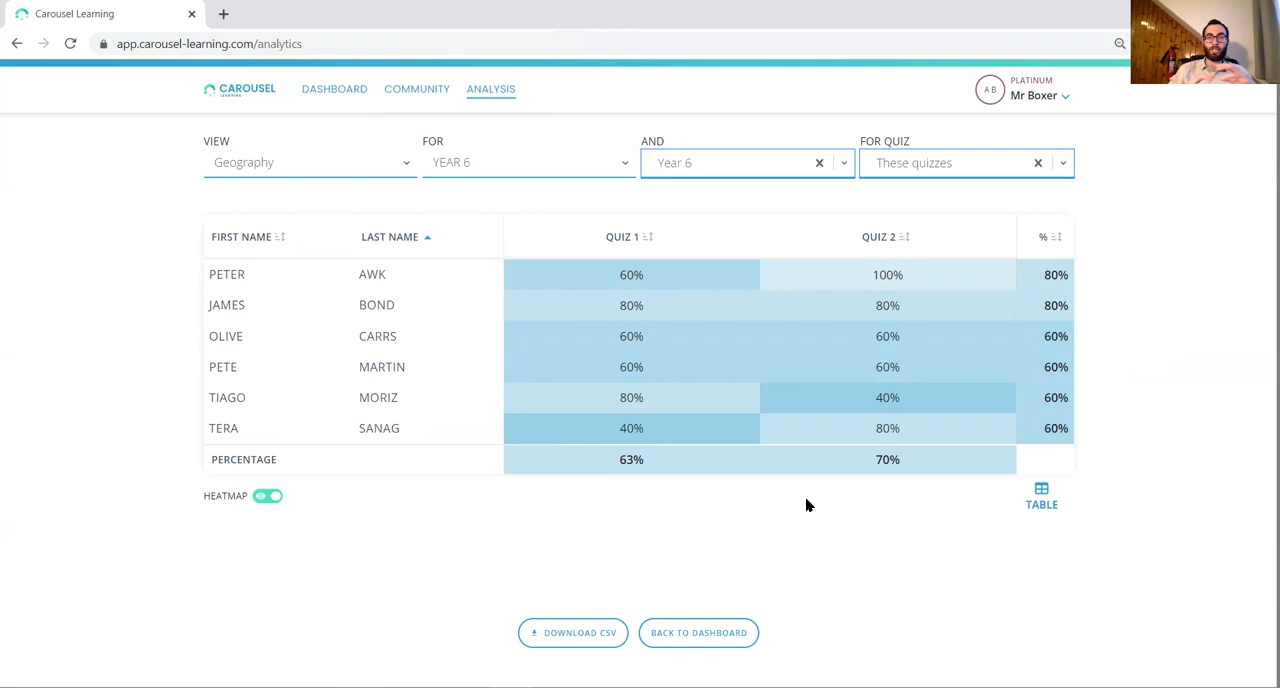 Carousel Learning
app.carousel-learning.com/analytics
CAROUSEL
LEARNING
DASHBOARD COMMUNITY ANALYSIS
A B
PLATINUM
Mr Boxer
VIEW FOR AND FOR QUIZ
Geography YEAR 6 Year 6 These quizzes
FIRST NAME LAST NAME QUIZ 1 QUIZ 2 %
PETER AWK 60% 100% 80%
JAMES BOND 80% 80% 80%
OLIVE CARRS 60% 60% 60%
PETE MARTIN 60% 60% 60%
TIAGO MORIZ 80% 40% 60%
TERA SANAG 40% 80% 60%
PERCENTAGE 63% 70%
HEATMAP
TABLE
DOWNLOAD CSV BACK TO DASHBOARD